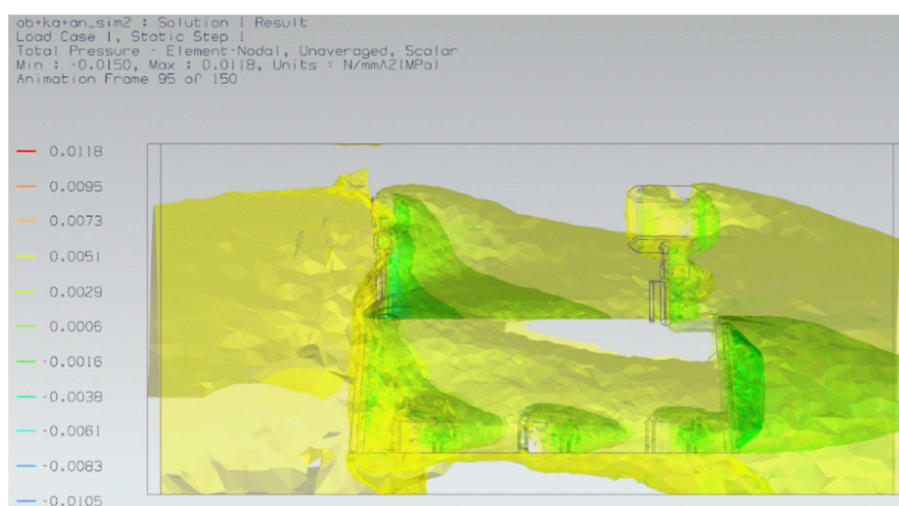 ob+ka+an_sim2 : Solution 1 Result
Load Case 1, Static Step 1
Total Pressure - Element-Nodal, Unaveraged, Scalar
Min : -0.0150, Max : 0.0118, Units = N/mm^2(MPa)
Animation Frame 95 of 150
0.0118
0.0095
0.0073
0.0051
0.0029
0.0006
-0.0016
-0.0038
-0.0061
-0.0083
-0.0105